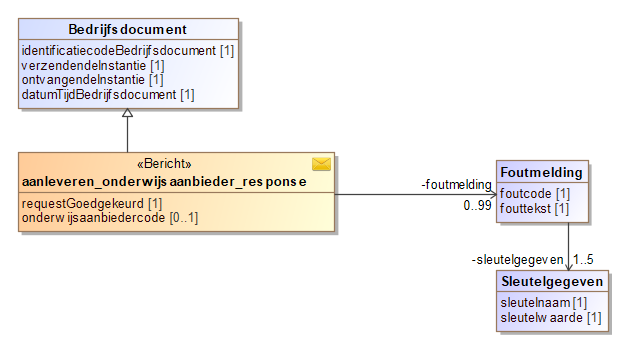 Bedrijfsdocument
identificatiecodeBedrijfsdocument [1]
verzendendeInstantie [1]
ontvangendeInstantie [1]
datumTijdBedrijfsdocument [1]
«Bericht»
aanleveren_onderwijsaanbieder_response
requestGoedgekeurd [1]
onderwijsaanbiedercode [0..1]
-foutmelding
0..99
Foutmelding
foutcode [1]
fouttekst [1]
-sleutelgegeven 1..5
Sleutelgegeven
sleutelnaam [1]
sleutelwaarde [1]